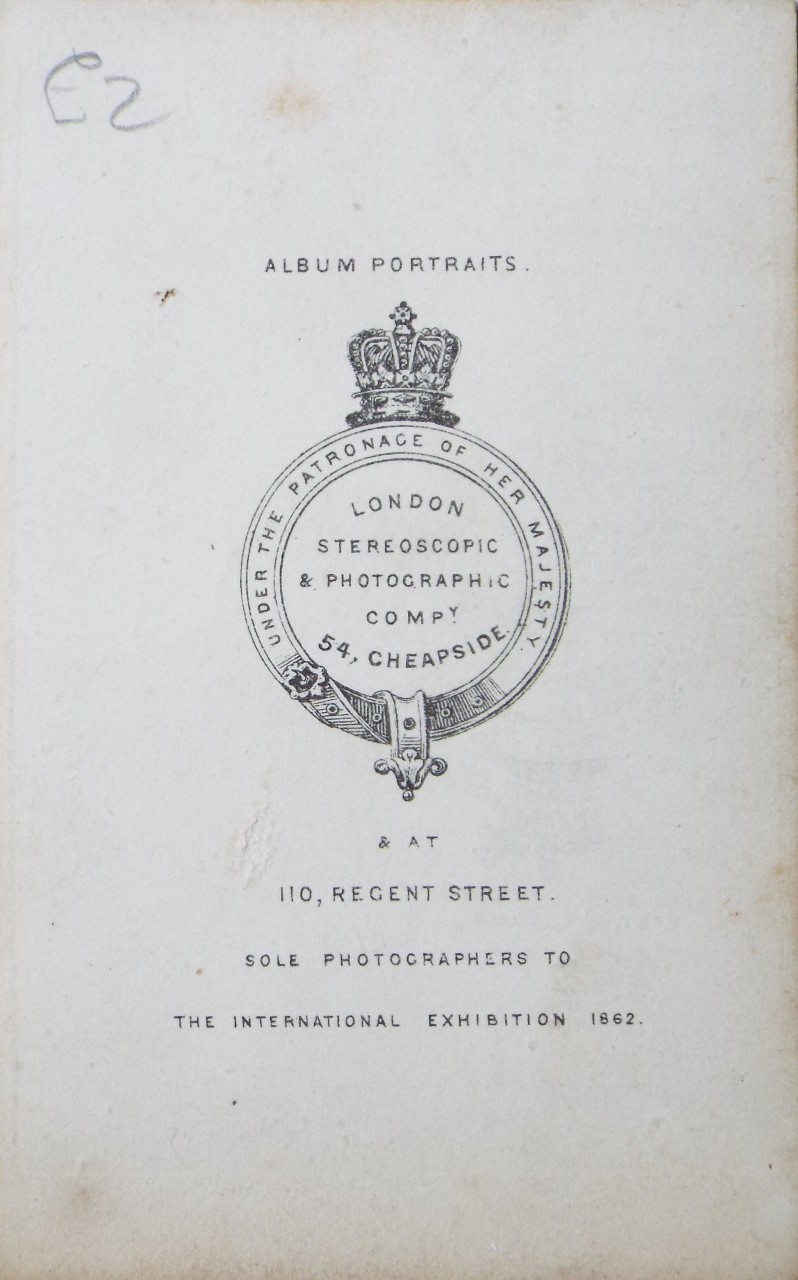 £2
ALBUM PORTRAITS.
UNDER THE PATRONAGE OF HER MAJESTY.
LONDON
STEREOSCOPIC
& PHOTOGRAPHIC
COMPY
54, CHEAPSIDE.
& AT
110, REGENT STREET.
SOLE PHOTOGRAPHERS TO
THE INTERNATIONAL EXHIBITION 1862.